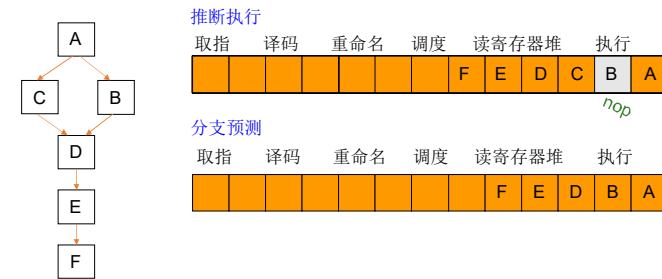 推断执行
取指 译码 重命名 调度 读寄存器堆 执行
F E D C B A
nop
分支预测
取指 译码 重命名 调度 读寄存器堆 执行
F E D B A
A
C B
D
E
F